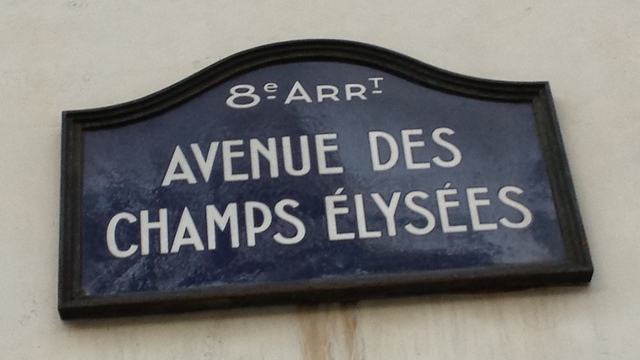 8e ARRT
AVENUE DES
CHAMPS ÉLYSÉES